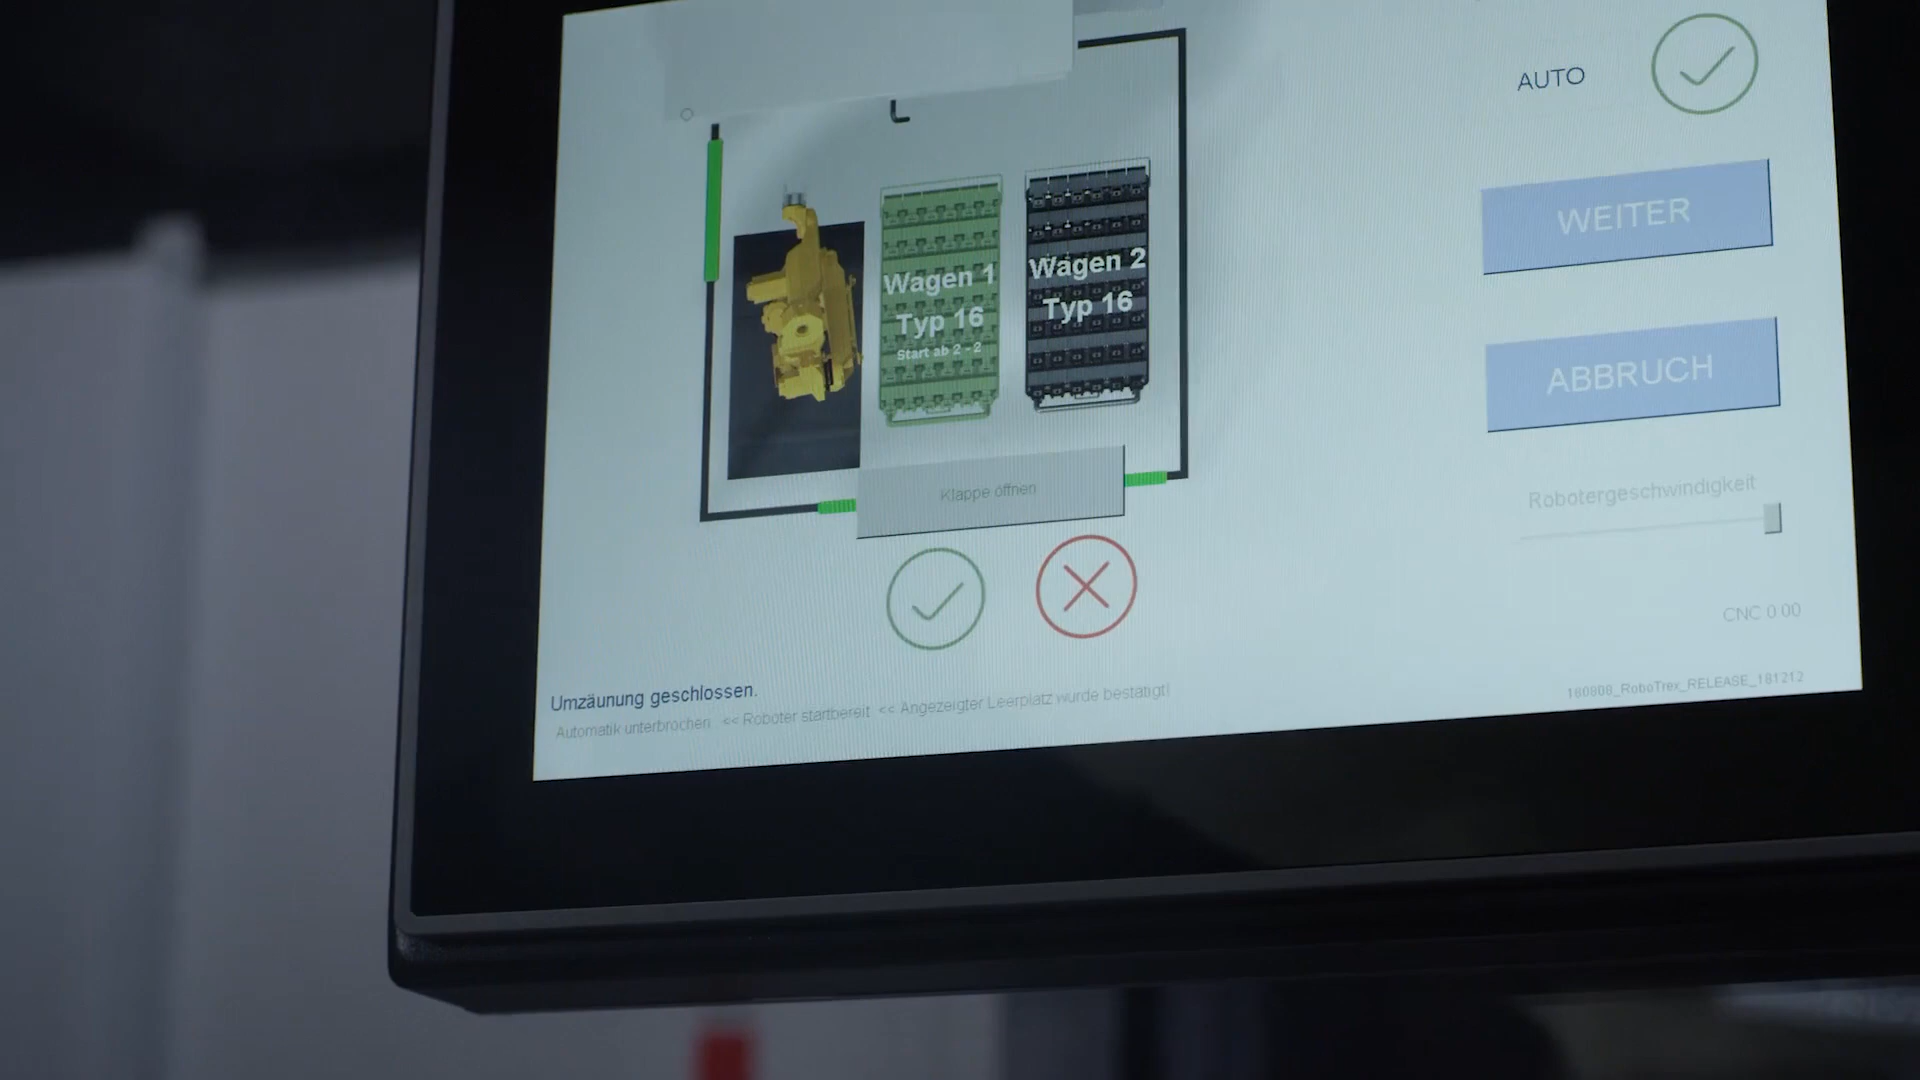 AUTO
WEITER
Wagen 1
Typ 16
Start ab 2 - 2
Wagen 2
Typ 16
ABBRUCH
Klappe öffnen
Robotergeschwindigkeit
CNC 0.00
Umzäunung geschlossen.
Automatik unterbrochen << Roboter startbereit << Angezeigter Leerplatz wurde bestätigt!
160808_RoboTrex_RELEASE_181212